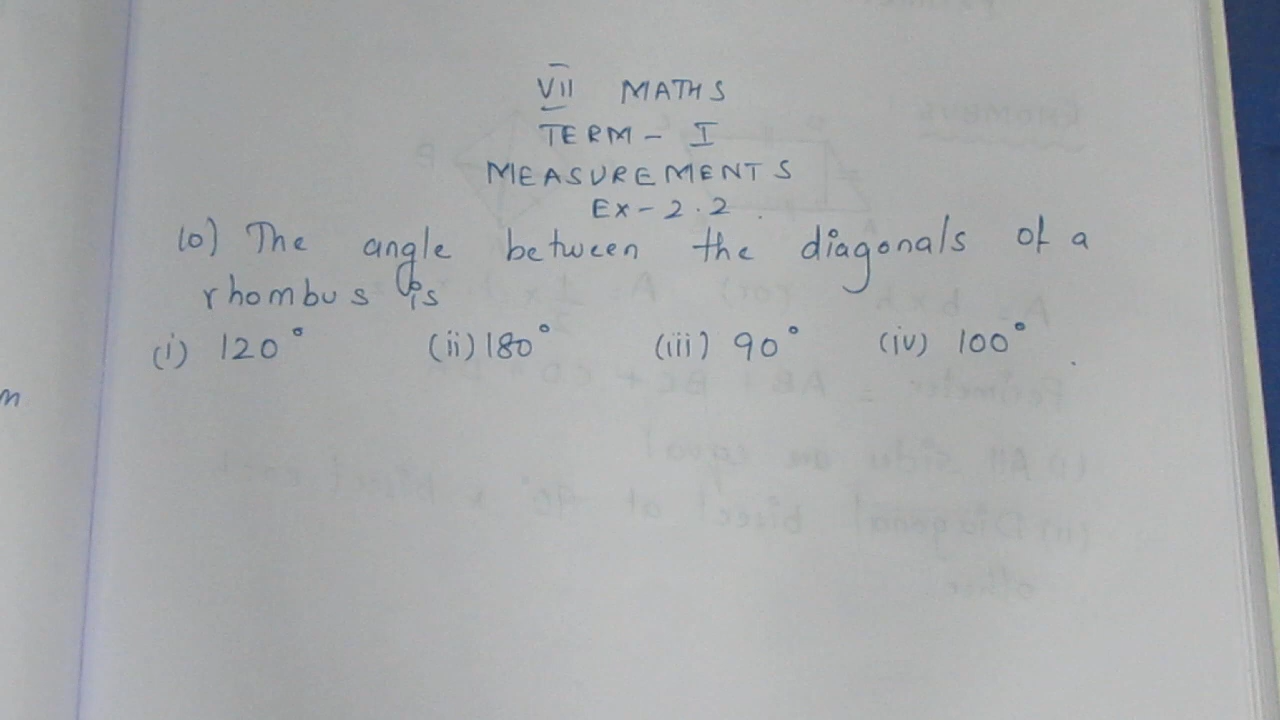 VII MATHS
TERM - I
MEASUREMENTS
EX - 2.2.
10) The angle between the diagonals of a
rhombus is
(i) 120° (ii) 180° (iii) 90° (iv) 100°.